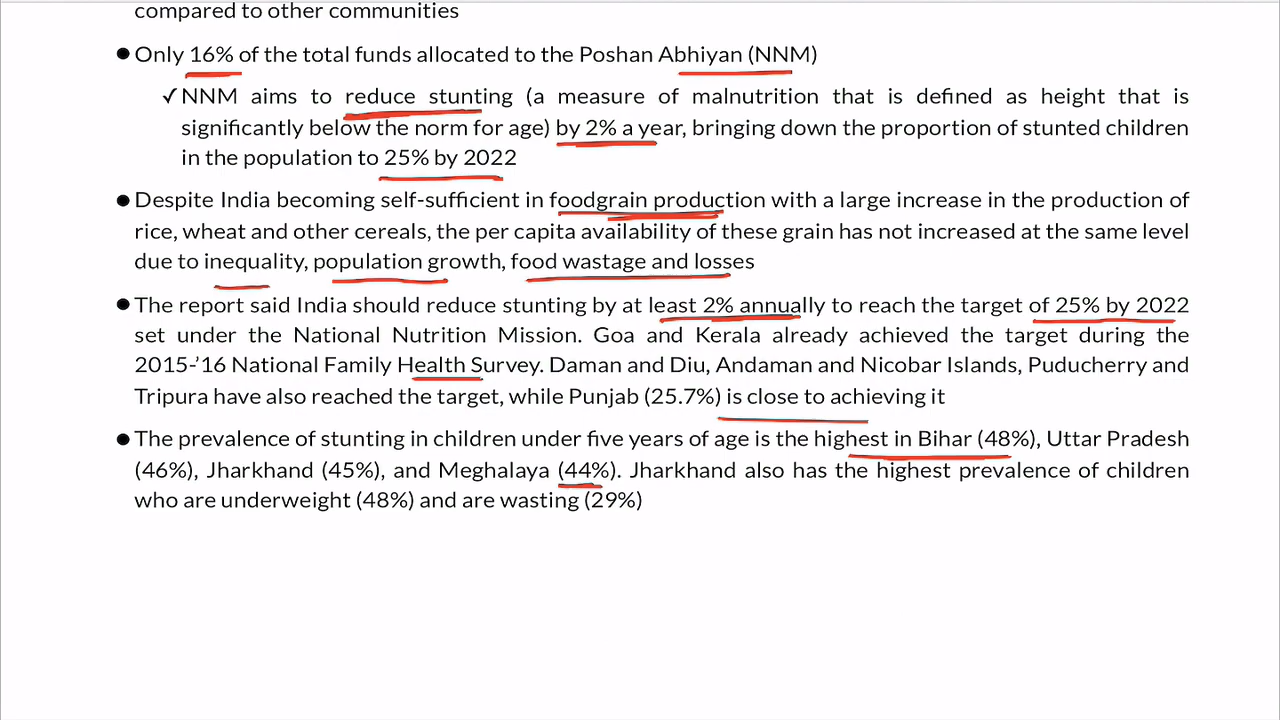 compared to other communities
● Only 16% of the total funds allocated to the Poshan Abhiyan (NNM)
✓ NNM aims to reduce stunting (a measure of malnutrition that is defined as height that is
significantly below the norm for age) by 2% a year, bringing down the proportion of stunted children
in the population to 25% by 2022
● Despite India becoming self-sufficient in foodgrain production with a large increase in the production of
rice, wheat and other cereals, the per capita availability of these grain has not increased at the same level
due to inequality, population growth, food wastage and losses
● The report said India should reduce stunting by at least 2% annually to reach the target of 25% by 2022
set under the National Nutrition Mission. Goa and Kerala already achieved the target during the
2015-’16 National Family Health Survey. Daman and Diu, Andaman and Nicobar Islands, Puducherry and
Tripura have also reached the target, while Punjab (25.7%) is close to achieving it
● The prevalence of stunting in children under five years of age is the highest in Bihar (48%), Uttar Pradesh
(46%), Jharkhand (45%), and Meghalaya (44%). Jharkhand also has the highest prevalence of children
who are underweight (48%) and are wasting (29%)